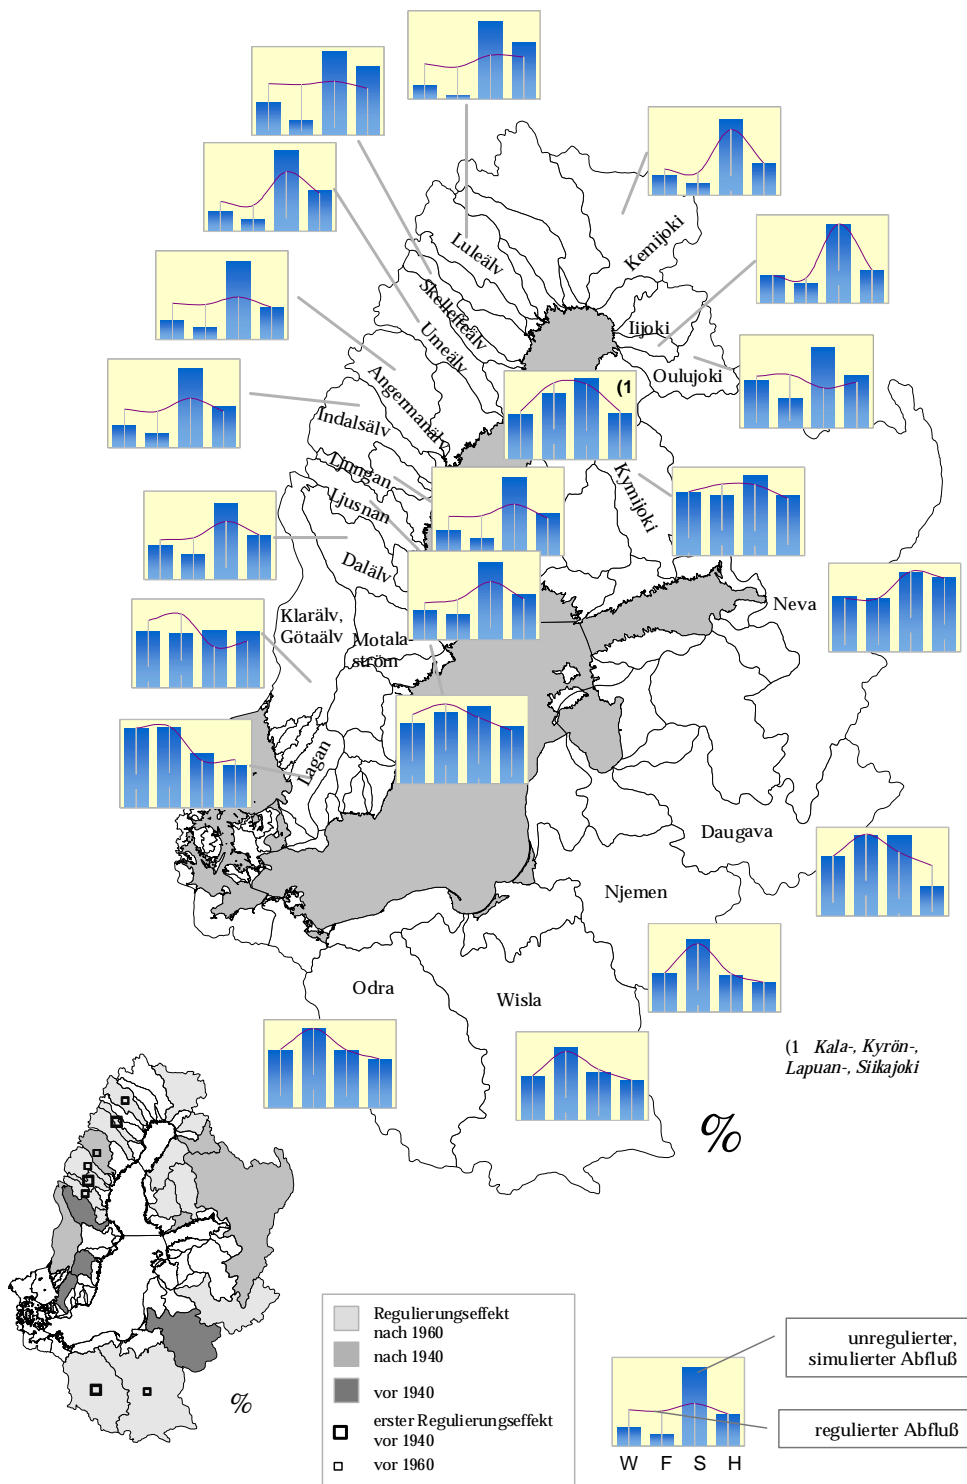 Luleälv
Kemijoki
Skellefteälv
Iijoki
Umeälv
Oulujoki
Angermanälv
(1
Indalsälv
Ljungan
Kymijoki
Ljusnan
Dalälv
Neva
Klarälv,
Götaälv
Motala-
ström
Lagan
Daugava
Njemen
Odra
Wisla
(1 Kala-, Kyrön-,
Lapuan-, Siikajoki
%
%
Regulierungseffekt
nach 1960
nach 1940
vor 1940
erster Regulierungseffekt
vor 1940
vor 1960
unregulierter,
simulierter Abfluß
regulierter Abfluß
W F S H